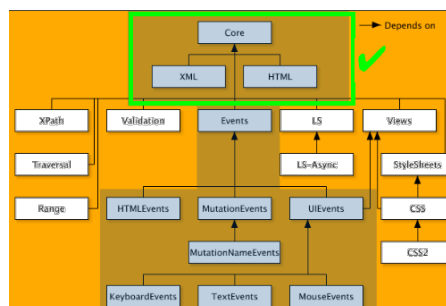 Core
Depends on
XML HTML
XPath Validation Events LS Views
Traversal LS-Async StyleSheets
Range HTMLEvents MutationEvents UIEvents CSS
MutationNameEvents CSS2
KeyboardEvents TextEvents MouseEvents